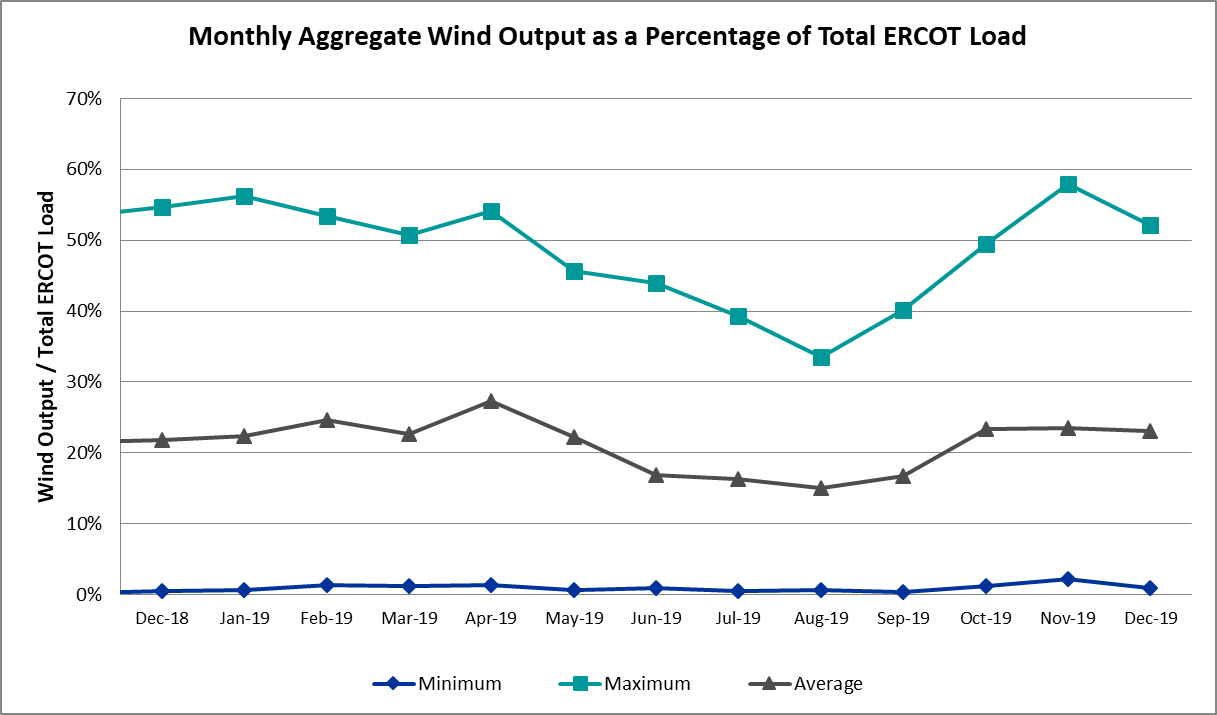 Monthly Aggregate Wind Output as a Percentage of Total ERCOT Load
Wind Output / Total ERCOT Load
70%
60%
50%
40%
30%
20%
10%
0%
Dec-18 Jan-19 Feb-19 Mar-19 Apr-19 May-19 Jun-19 Jul-19 Aug-19 Sep-19 Oct-19 Nov-19 Dec-19
Minimum Maximum Average